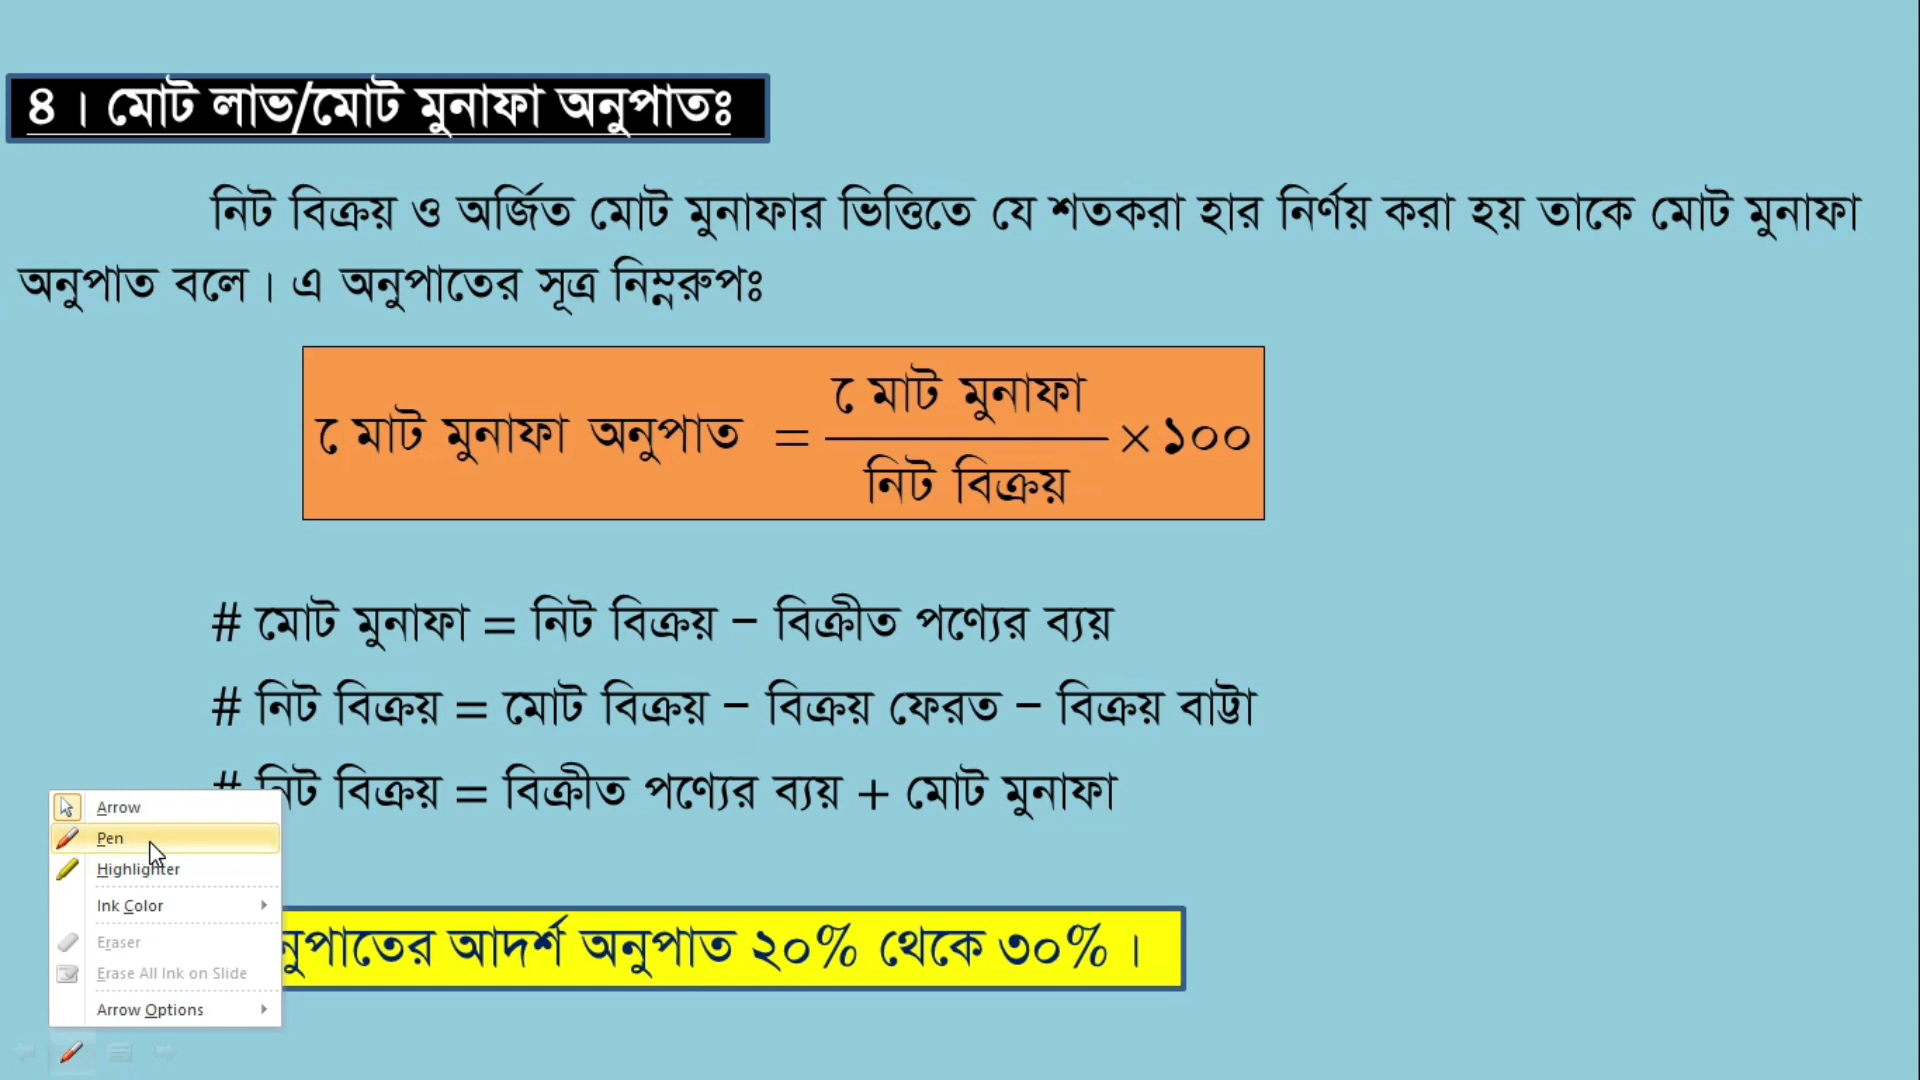 ৪। মোট লাভ/মোট মুনাফা অনুপাতঃ
নিট বিক্রয় ও অর্জিত মোট মুনাফার ভিত্তিতে যে শতকরা হার নির্ণয় করা হয় তাকে মোট মুনাফা
অনুপাত বলে। এ অনুপাতের সূত্র নিম্নরুপঃ
মোট মুনাফা অনুপাত = মোট মুনাফা / নিট বিক্রয় × ১০০
# মোট মুনাফা = নিট বিক্রয় – বিক্রীত পণ্যের ব্যয়
# নিট বিক্রয় = মোট বিক্রয় – বিক্রয় ফেরত – বিক্রয় বাট্টা
# নিট বিক্রয় = বিক্রীত পণ্যের ব্যয় + মোট মুনাফা
আদর্শ অনুপাত ২০% থেকে ৩০%।
Arrow
Pen
Highlighter
Ink Color
Eraser
Erase All Ink on Slide
Arrow Options